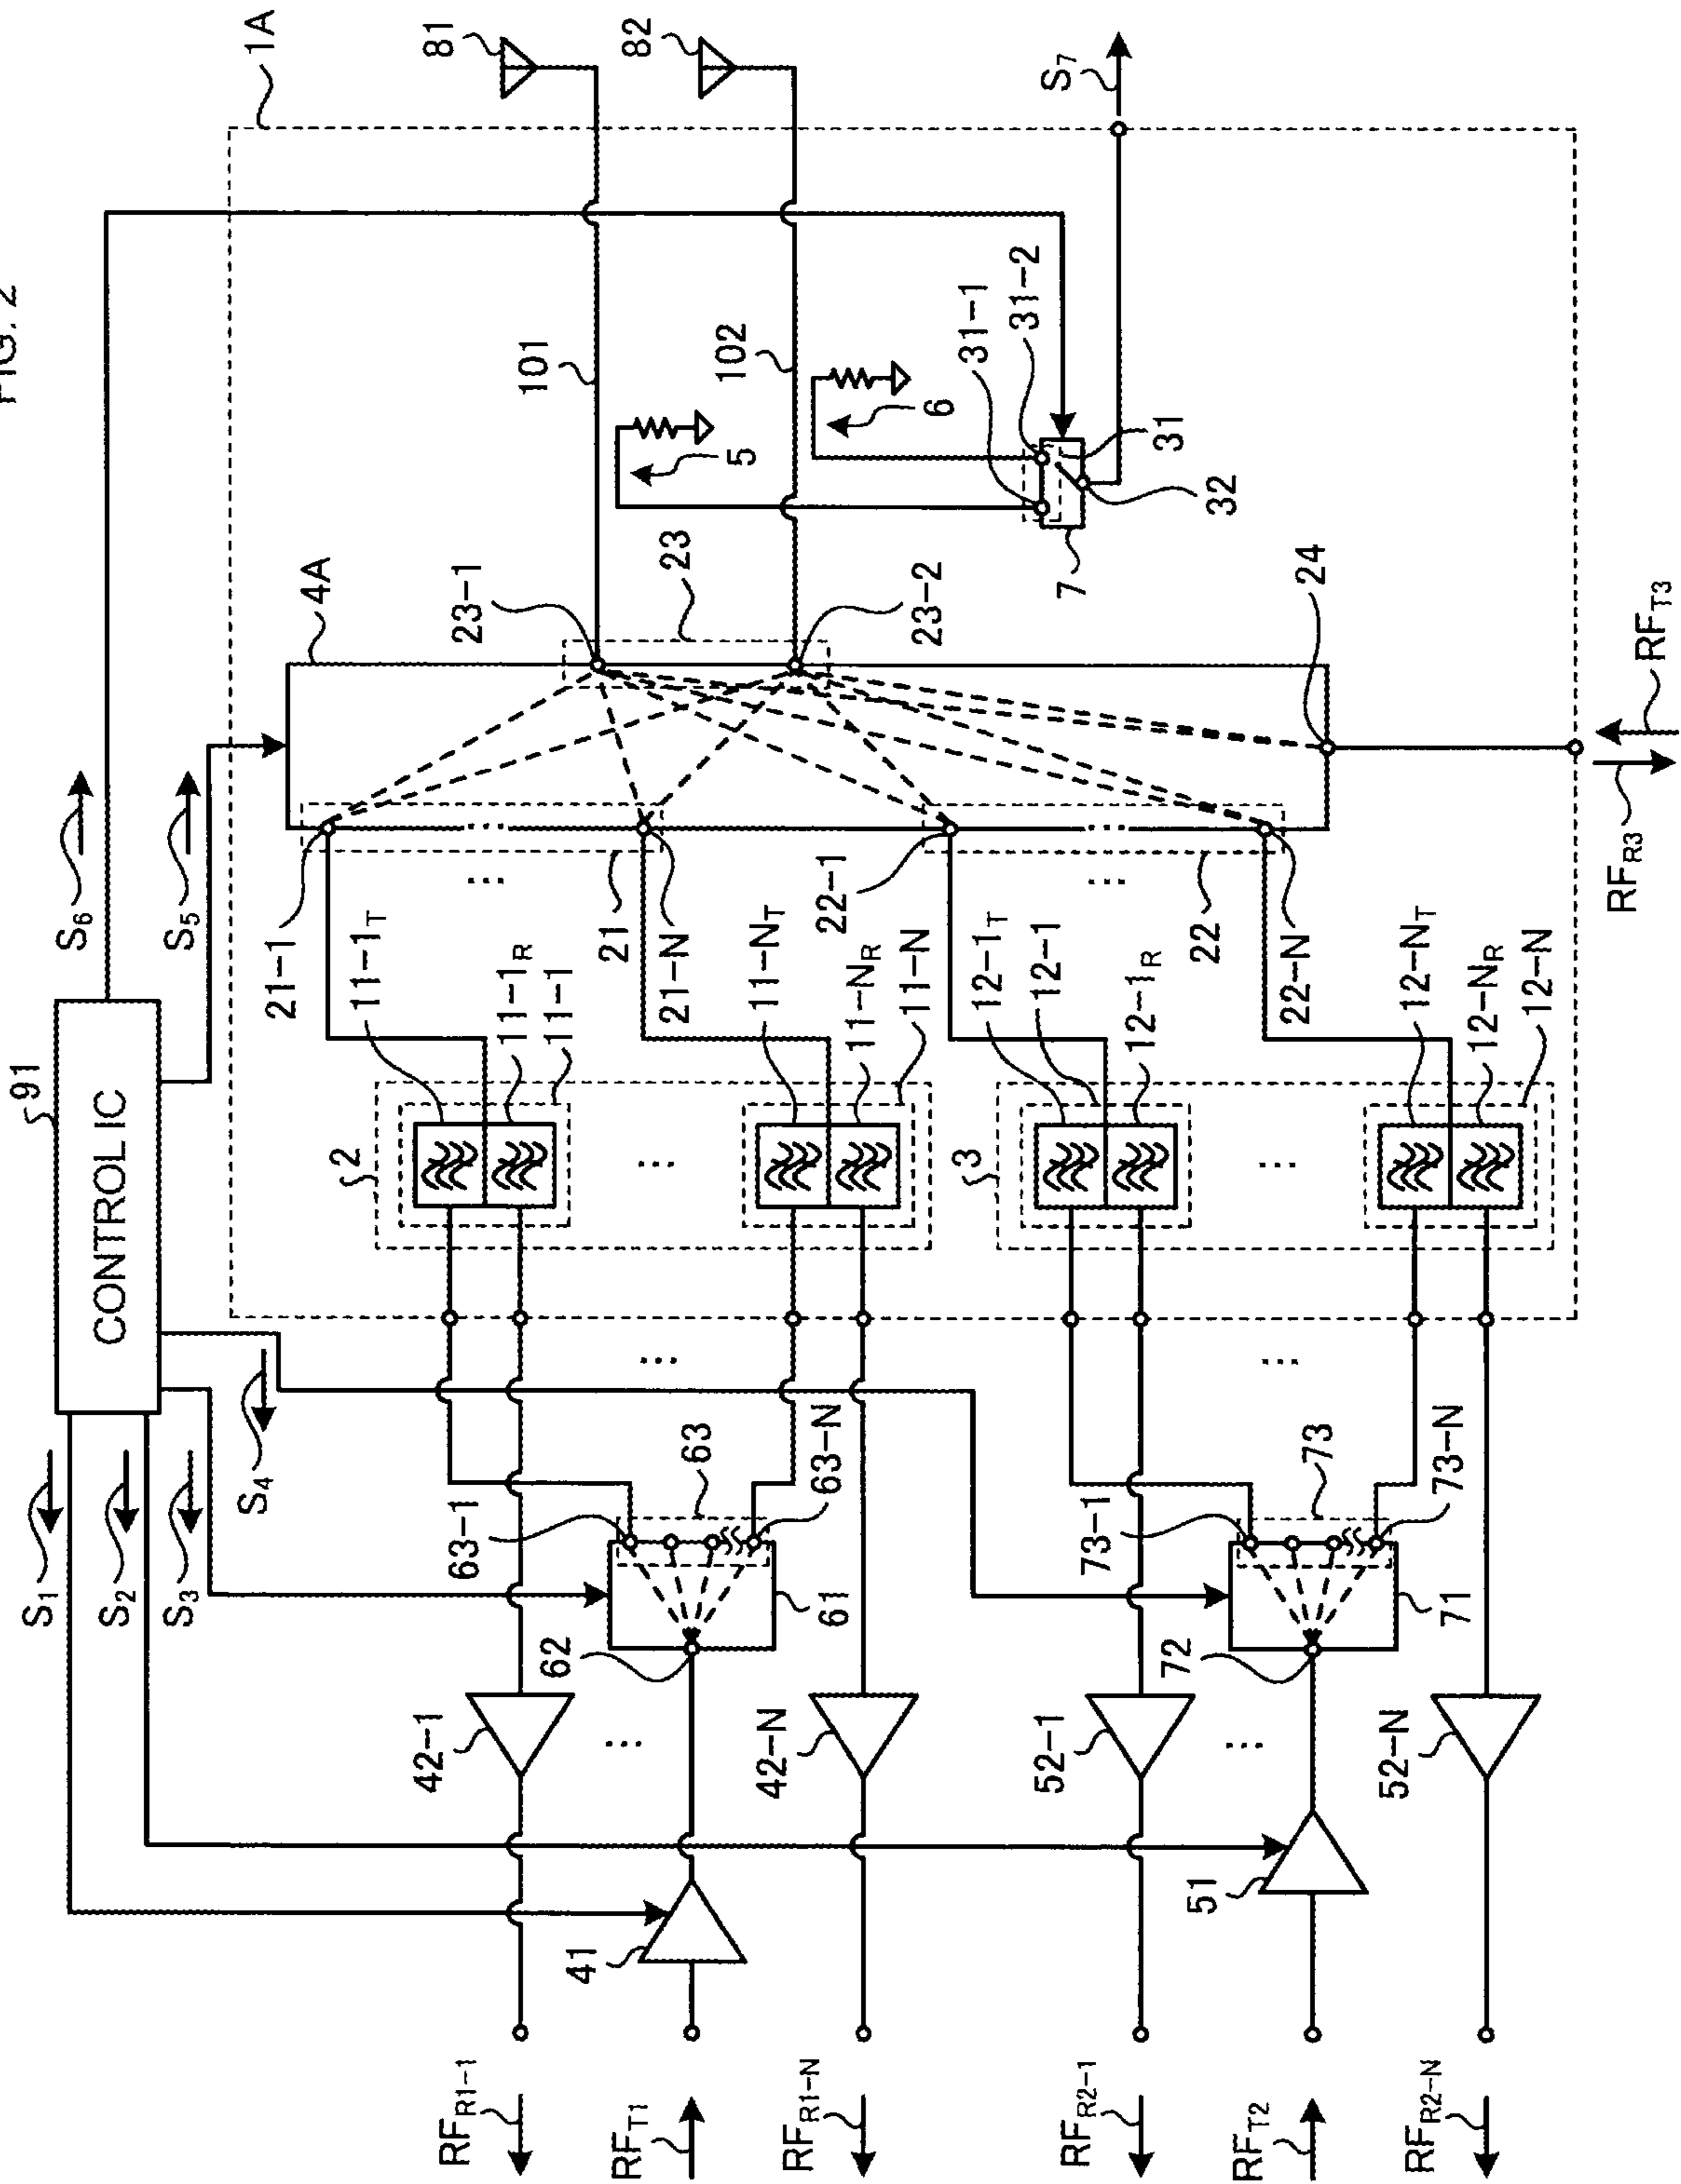 FIG. 2
CONTROL IC
91
1A
S1
S2
S3
S4
S5
S6
S7
81
82
101
102
4A
23-1
23
23-2
5
6
31-1
31-2
31
32
7
24
21-1
21
21-N
22-1
22
22-N
2
11-1T
11-1R
11-1
11-NT
11-NR
11-N
3
12-1T
12-1
12-1R
12-NT
12-NR
12-N
63-1
63
63-N
62
61
73-1
73
73-N
72
71
42-1
42-N
52-1
52-N
41
51
RFR1-1
RFT1
RFR1-N
RFR2-1
RFT2
RFR2-N
RFR3
RFT3